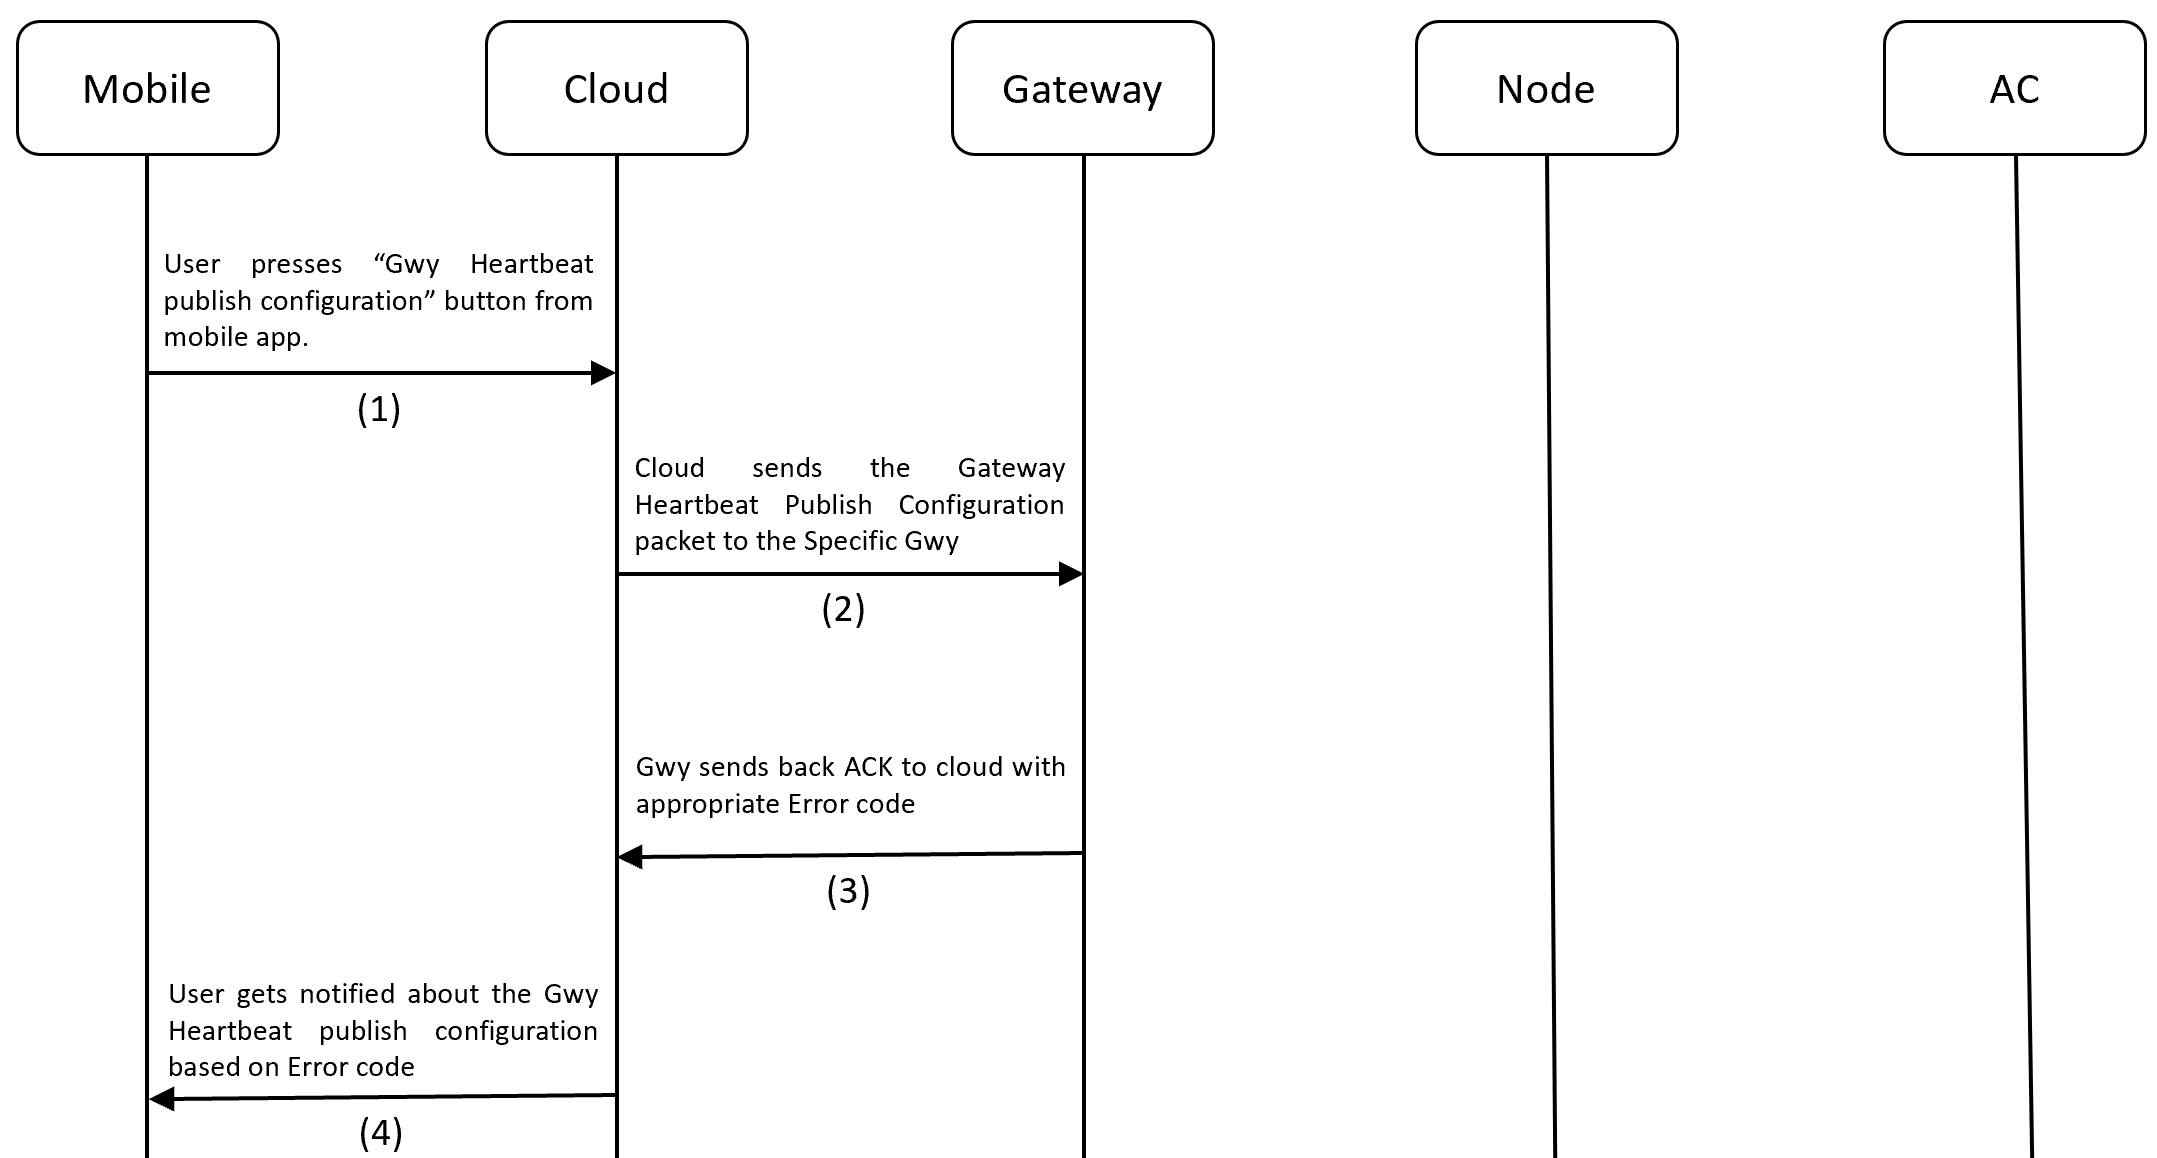 Mobile
Cloud
Gateway
Node
AC
User presses “Gwy Heartbeat
publish configuration” button from
mobile app.
(1)
Cloud sends the Gateway
Heartbeat Publish Configuration
packet to the Specific Gwy
(2)
Gwy sends back ACK to cloud with
appropriate Error code
(3)
User gets notified about the Gwy
Heartbeat publish configuration
based on Error code
(4)